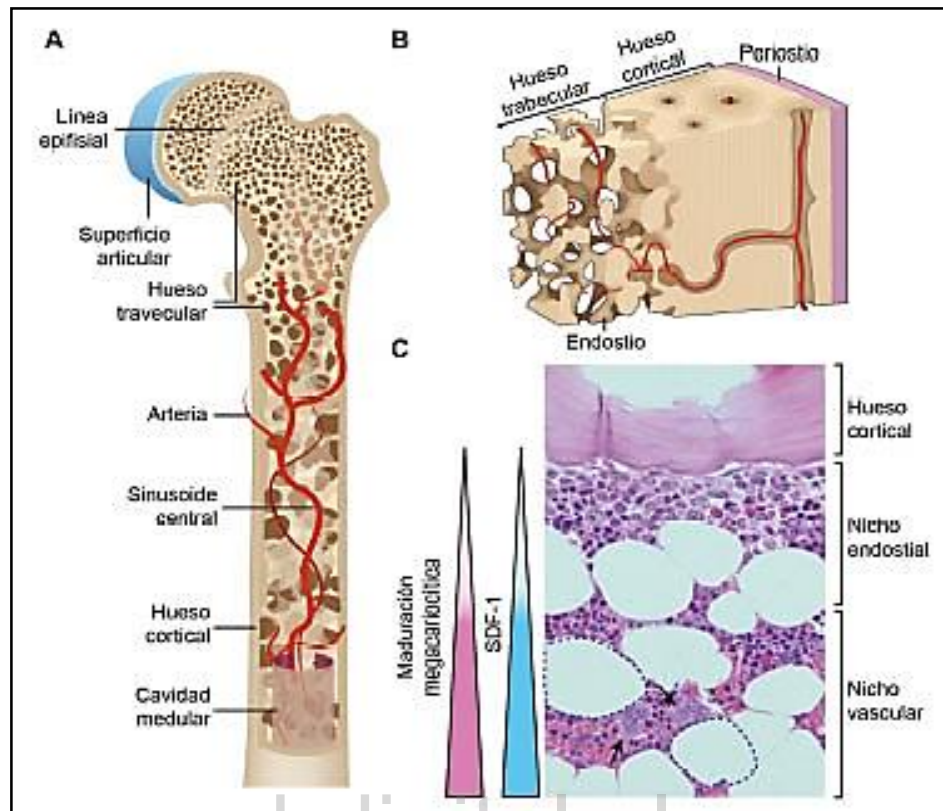 A
Línea
epifisial
Superficio
articular
Hueso
travecular
Arteria
Sinusoide
central
Hueso
cortical
Cavidad
medular
B
Hueso
trabecular
Hueso
cortical
Periostio
Endostio
C
Maduración
megacariocítica
SDF-1
Hueso
cortical
Nicho
endostial
Nicho
vascular